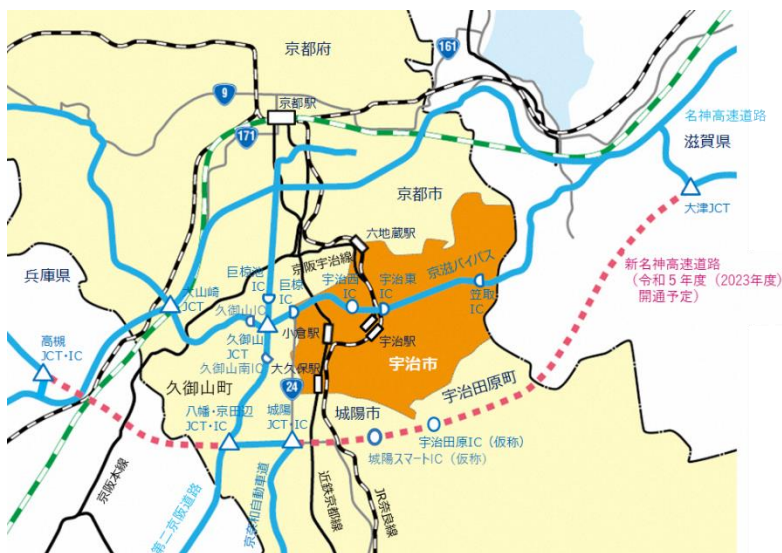 京都府
161
9
京都駅
171
名神高速道路
滋賀県
京都市
大津JCT
六地蔵駅
新名神高速道路
(令和5年度(2023年度)
開通予定)
兵庫県
京阪宇治線
京滋バイパス
巨椋池
IC
巨椋
IC
宇治西
IC
宇治東
IC
笠取
IC
大山崎
JCT
久御山IC
高槻
JCT・IC
久御山
JCT
小倉駅
宇治駅
久御山南IC
大久保駅
宇治市
久御山町
24
宇治田原町
八幡・京田辺
JCT・IC
城陽
JCT・IC
城陽市
宇治田原IC(仮称)
城陽スマートIC(仮称)
京阪本線
第二京阪道路
京奈和自動車道
近鉄京都線
JR奈良線